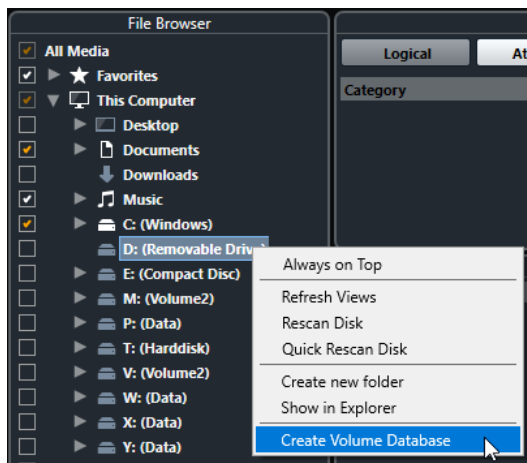 File Browser
All Media
Favorites
This Computer
Desktop
Documents
Downloads
Music
C: (Windows)
D: (Removable Drive)
E: (Compact Disc)
M: (Volume2)
P: (Data)
T: (Harddisk)
V: (Volume2)
W: (Data)
X: (Data)
Y: (Data)
Logical
At
Category
Always on Top
Refresh Views
Rescan Disk
Quick Rescan Disk
Create new folder
Show in Explorer
Create Volume Database